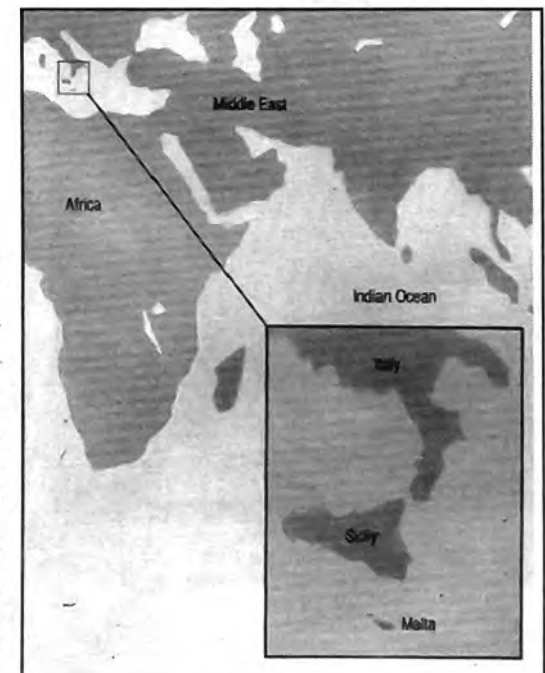 Middle East
Africa
Indian Ocean
Italy
Sicily
Malta